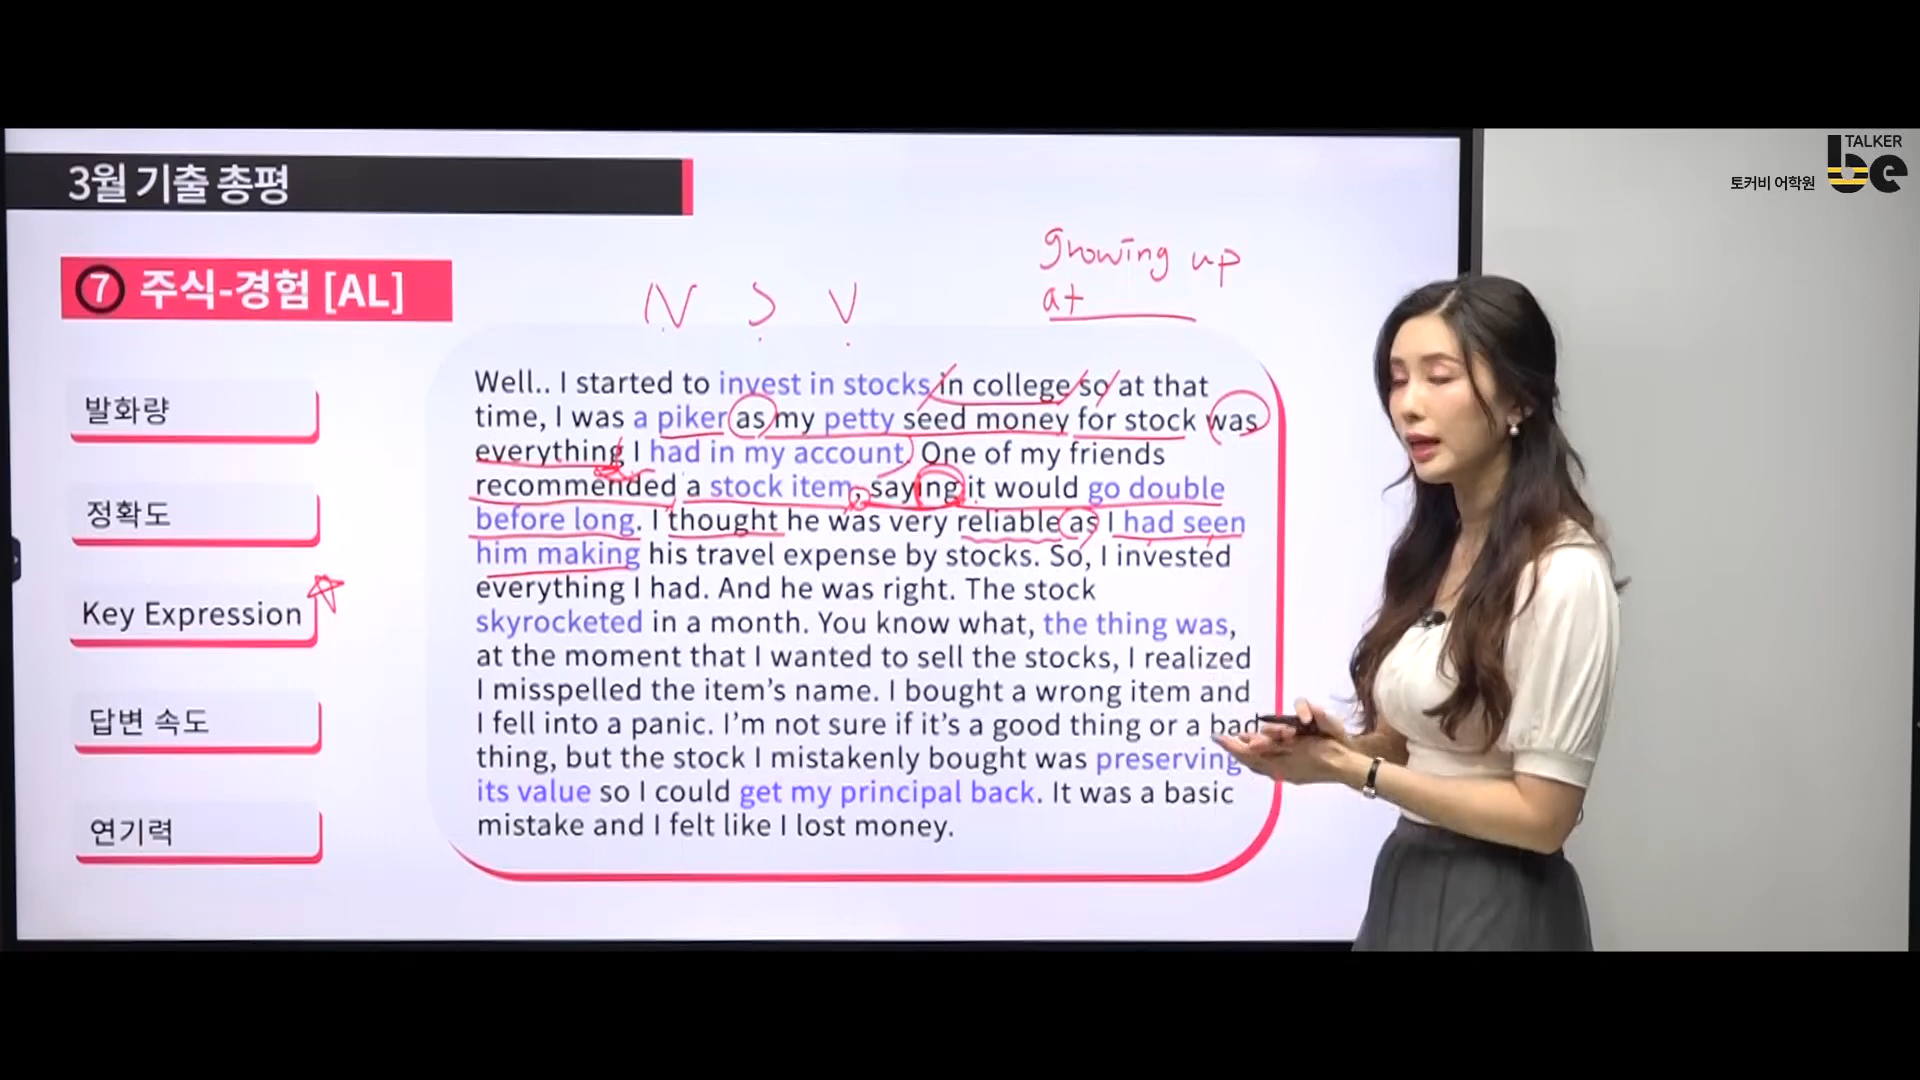 TALKER
be
토커비 어학원
3월 기출 총평
growing up
at
7 주식-경험 [AL]
N S V
발화량
정확도
Key Expression
답변 속도
연기력
Well.. I started to invest in stocks in college so at that
time, I was a piker as my petty seed money for stock was
everything I had in my account. One of my friends
recommended a stock item, saying it would go double
before long. I thought he was very reliable as I had seen
him making his travel expense by stocks. So, I invested
everything I had. And he was right. The stock
skyrocketed in a month. You know what, the thing was,
at the moment that I wanted to sell the stocks, I realized
I misspelled the item’s name. I bought a wrong item and
I fell into a panic. I’m not sure if it’s a good thing or a bad
thing, but the stock I mistakenly bought was preserving
its value so I could get my principal back. It was a basic
mistake and I felt like I lost money.